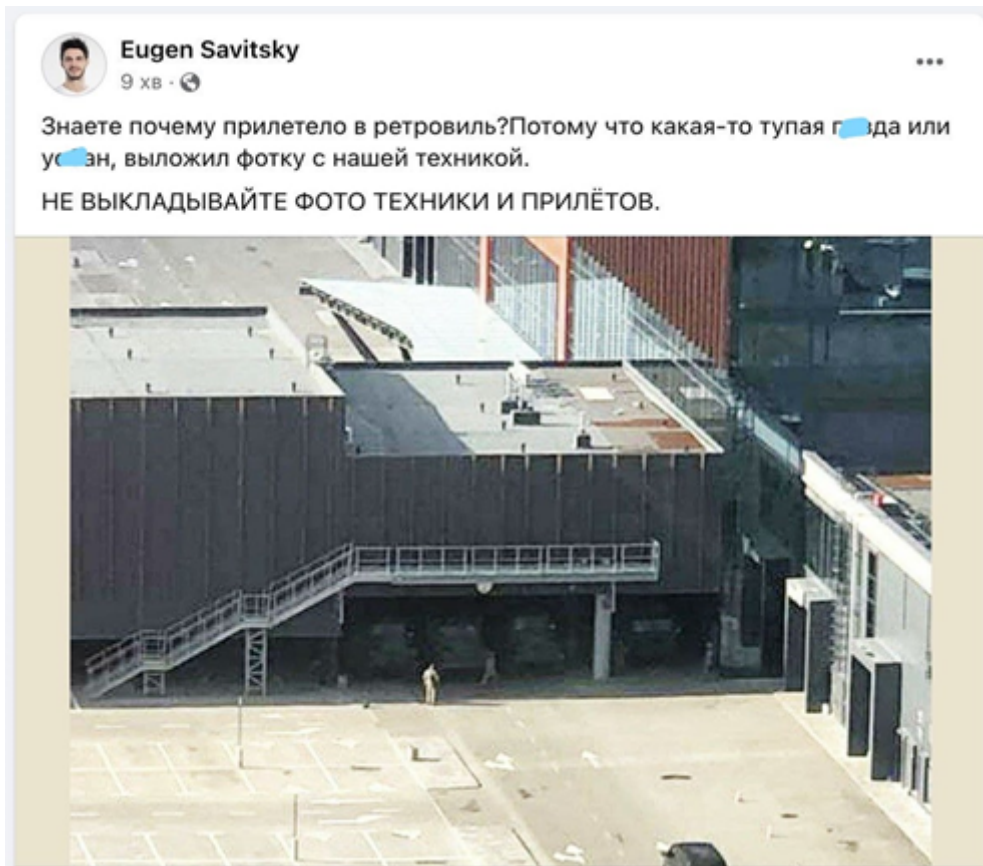 Eugen Savitsky
9 хв ·
Знаете почему прилетело в ретровиль?Потому что какая-то тупая или
, выложил фотку с нашей техникой.
НЕ ВЫКЛАДЫВАЙТЕ ФОТО ТЕХНИКИ И ПРИЛЁТОВ.